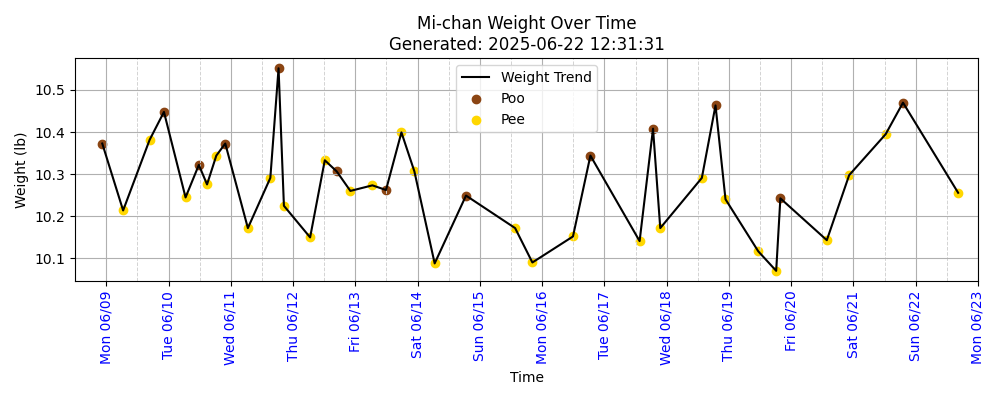 Mi-chan Weight Over Time
Generated: 2025-06-22 12:31:31
Weight Trend
Poo
Pee
Weight (lb)
10.5
10.4
10.3
10.2
10.1
Mon 06/09
Tue 06/10
Wed 06/11
Thu 06/12
Fri 06/13
Sat 06/14
Sun 06/15
Mon 06/16
Tue 06/17
Wed 06/18
Thu 06/19
Fri 06/20
Sat 06/21
Sun 06/22
Mon 06/23
Time